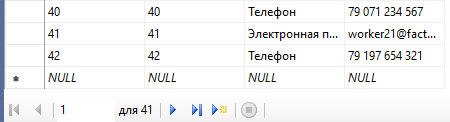 40 40 Телефон 79 071 234 567
41 41 Электронная п... worker21@fact...
42 42 Телефон 79 197 654 321
NULL NULL NULL NULL
1 для 41